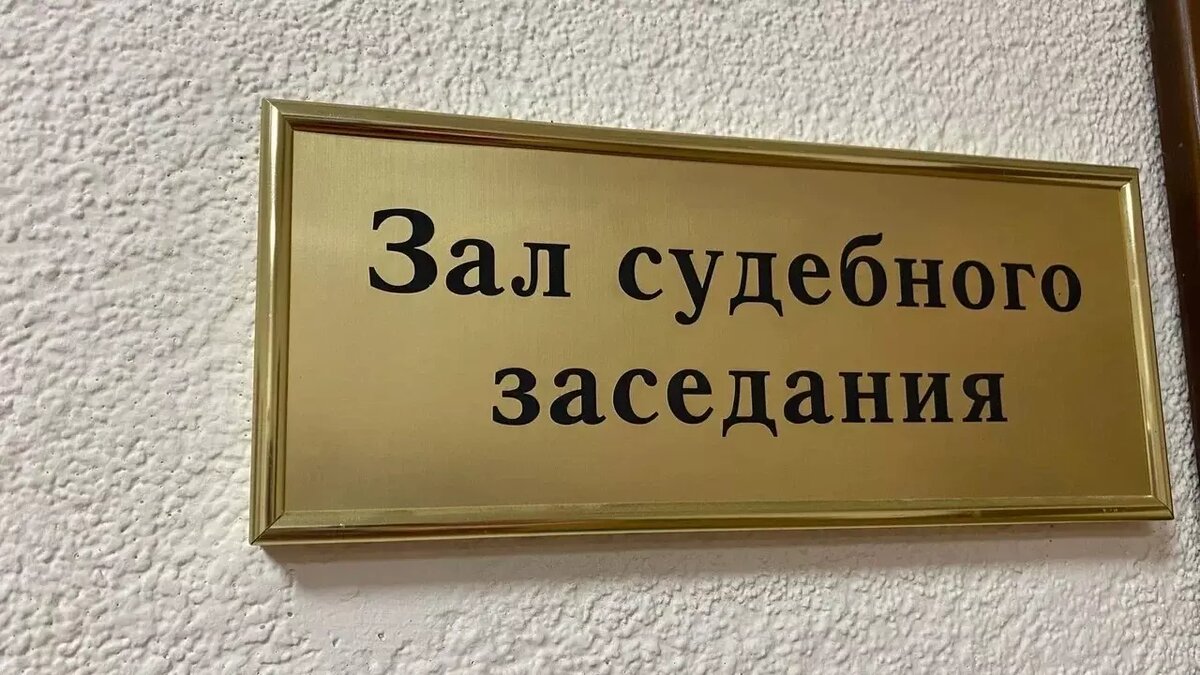 Зал судебного
заседания